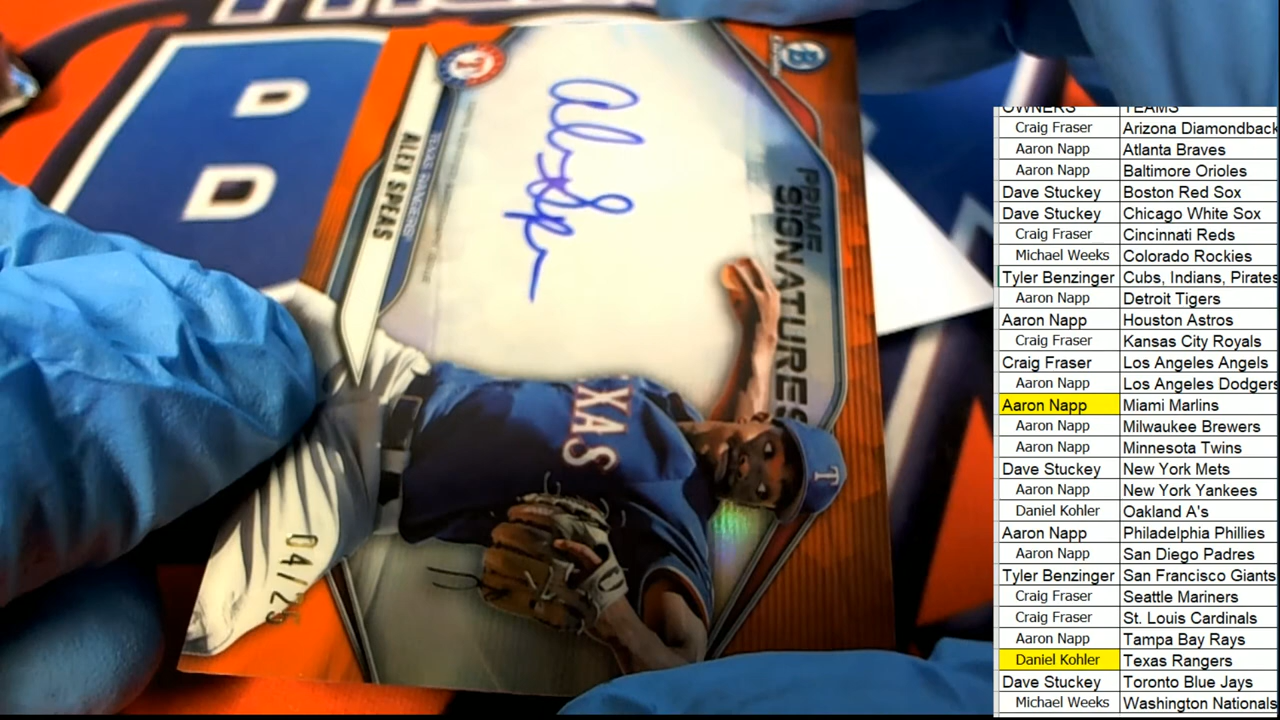 PRIME
SIGNATURES
ALEX SPEAS
TEXAS RANGERS
T
B
XAS
T
04/25
D
D
OWNERS TEAMS
Craig Fraser Arizona Diamondback
Aaron Napp Atlanta Braves
Aaron Napp Baltimore Orioles
Dave Stuckey Boston Red Sox
Dave Stuckey Chicago White Sox
Craig Fraser Cincinnati Reds
Michael Weeks Colorado Rockies
Tyler Benzinger Cubs, Indians, Pirates
Aaron Napp Detroit Tigers
Aaron Napp Houston Astros
Craig Fraser Kansas City Royals
Craig Fraser Los Angeles Angels
Aaron Napp Los Angeles Dodgers
Aaron Napp Miami Marlins
Aaron Napp Milwaukee Brewers
Aaron Napp Minnesota Twins
Dave Stuckey New York Mets
Aaron Napp New York Yankees
Daniel Kohler Oakland A's
Aaron Napp Philadelphia Phillies
Aaron Napp San Diego Padres
Tyler Benzinger San Francisco Giants
Craig Fraser Seattle Mariners
Craig Fraser St. Louis Cardinals
Aaron Napp Tampa Bay Rays
Daniel Kohler Texas Rangers
Dave Stuckey Toronto Blue Jays
Michael Weeks Washington Nationals